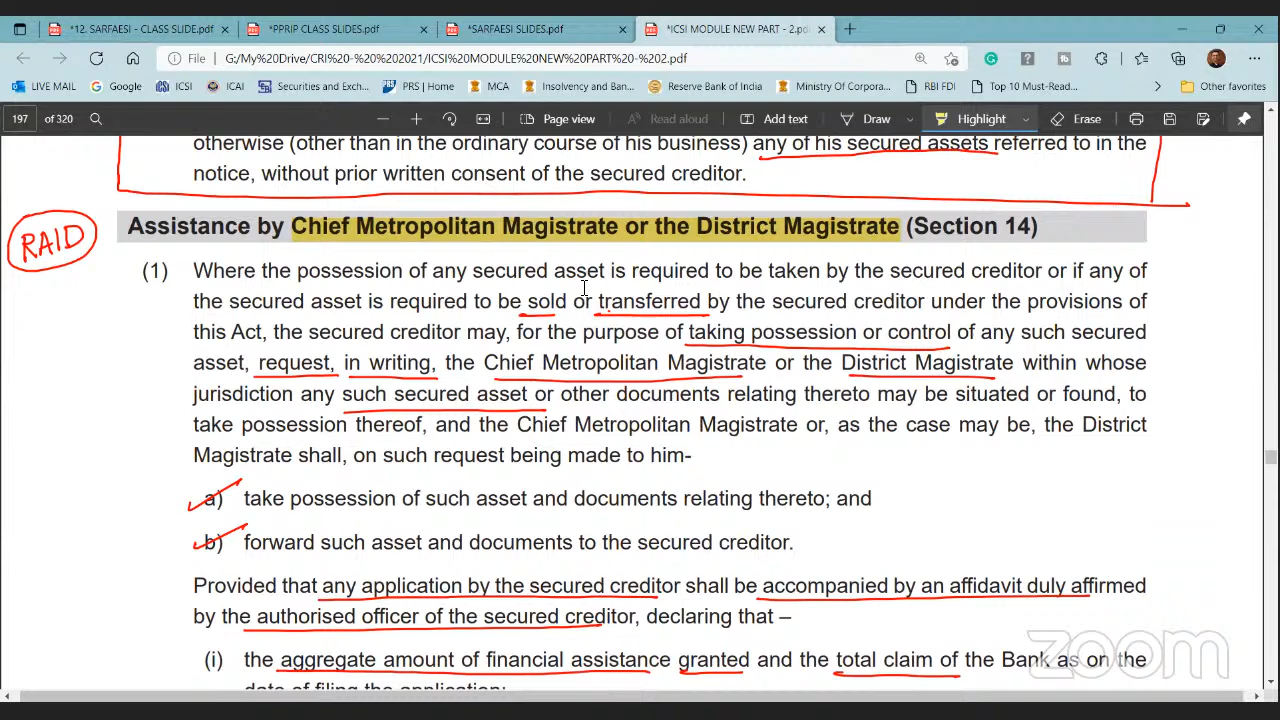 *12. SARFAESI - CLASS SLIDE.pdf
*PPRIP CLASS SLIDES.pdf
*SARFAESI SLIDES.pdf
*ICSI MODULE NEW PART - 2.pdf
File
G:/My%20Drive/CRI%20-%20%202021/ICSI%20MODULE%20NEW%20PART%20-%202.pdf
LIVE MAIL
Google
ICSI
ICAI
Securities and Exch...
PRS | Home
MCA
Insolvency and Ban...
Reserve Bank of India
Ministry Of Corpora...
RBI FDI
Top 10 Must-Read...
Other favorites
197 of 320
Page view
Read aloud
Add text
Draw
Highlight
Erase
otherwise (other than in the ordinary course of his business) any of his secured assets referred to in the
notice, without prior written consent of the secured creditor.
RAID
Assistance by Chief Metropolitan Magistrate or the District Magistrate (Section 14)
(1) Where the possession of any secured asset is required to be taken by the secured creditor or if any of
the secured asset is required to be sold or transferred by the secured creditor under the provisions of
this Act, the secured creditor may, for the purpose of taking possession or control of any such secured
asset, request, in writing, the Chief Metropolitan Magistrate or the District Magistrate within whose
jurisdiction any such secured asset or other documents relating thereto may be situated or found, to
take possession thereof, and the Chief Metropolitan Magistrate or, as the case may be, the District
Magistrate shall, on such request being made to him-
a) take possession of such asset and documents relating thereto; and
b) forward such asset and documents to the secured creditor.
Provided that any application by the secured creditor shall be accompanied by an affidavit duly affirmed
by the authorised officer of the secured creditor, declaring that –
(i) the aggregate amount of financial assistance granted and the total claim of the Bank as on the
date of filing the application;
zoom